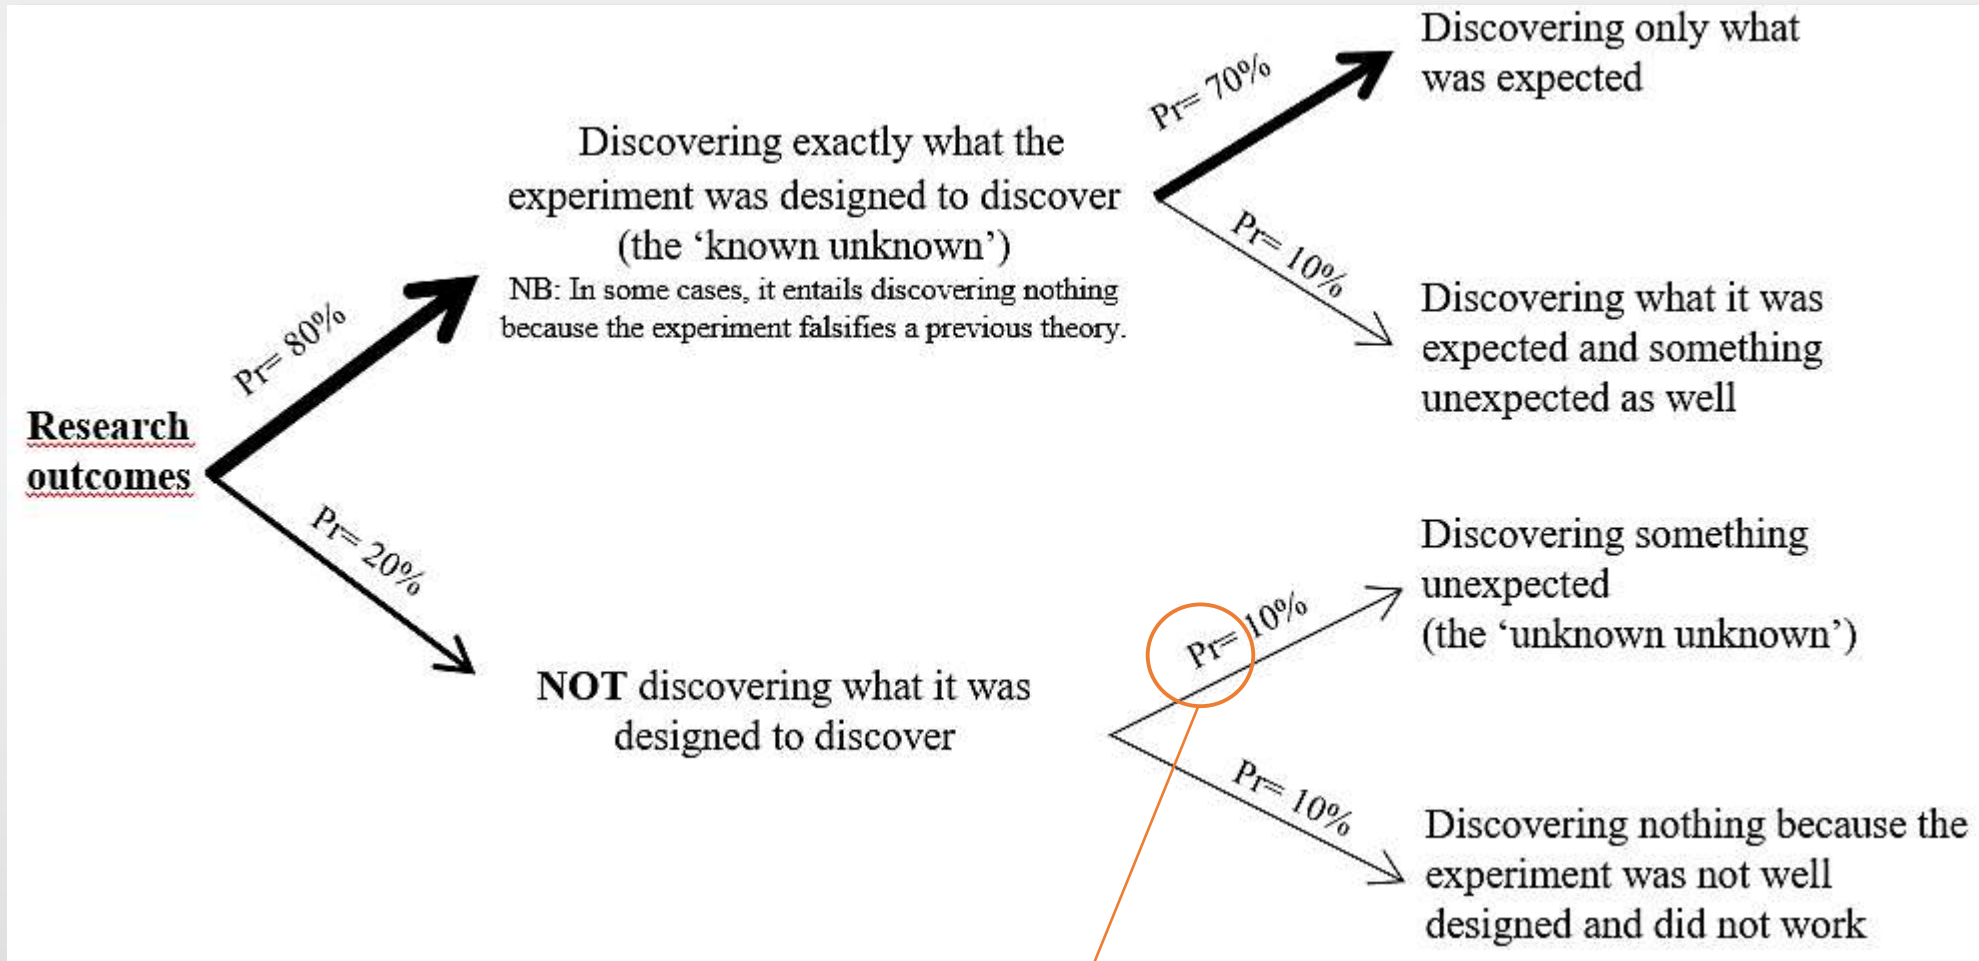 Discovering only what
was expected
Pr= 70%
Discovering exactly what the
experiment was designed to discover
(the ‘known unknown’)
NB: In some cases, it entails discovering nothing
because the experiment falsifies a previous theory.
Pr= 10%
Discovering what it was
expected and something
unexpected as well
Pr= 80%
Research
outcomes
Pr= 20%
NOT discovering what it was
designed to discover
Pr= 10%
Discovering something
unexpected
(the ‘unknown unknown’)
Pr= 10%
Discovering nothing because the
experiment was not well
designed and did not work